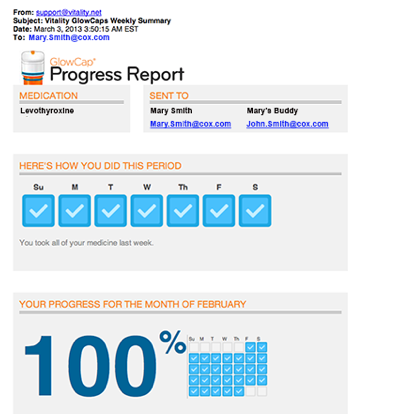 From: support@vitality.net
Subject: Vitality GlowCaps Weekly Summary
Date: March 3, 2013 3:50:15 AM EST
To: Mary.Smith@cox.com
GlowCap®
Progress Report
MEDICATION
Levothyroxine
SENT TO
Mary Smith Mary's Buddy
Mary.Smith@cox.com John.Smith@cox.com
HERE'S HOW YOU DID THIS PERIOD
Su M T W Th F S
You took all of your medicine last week.
YOUR PROGRESS FOR THE MONTH OF FEBRUARY
100%
Su M T W Th F S